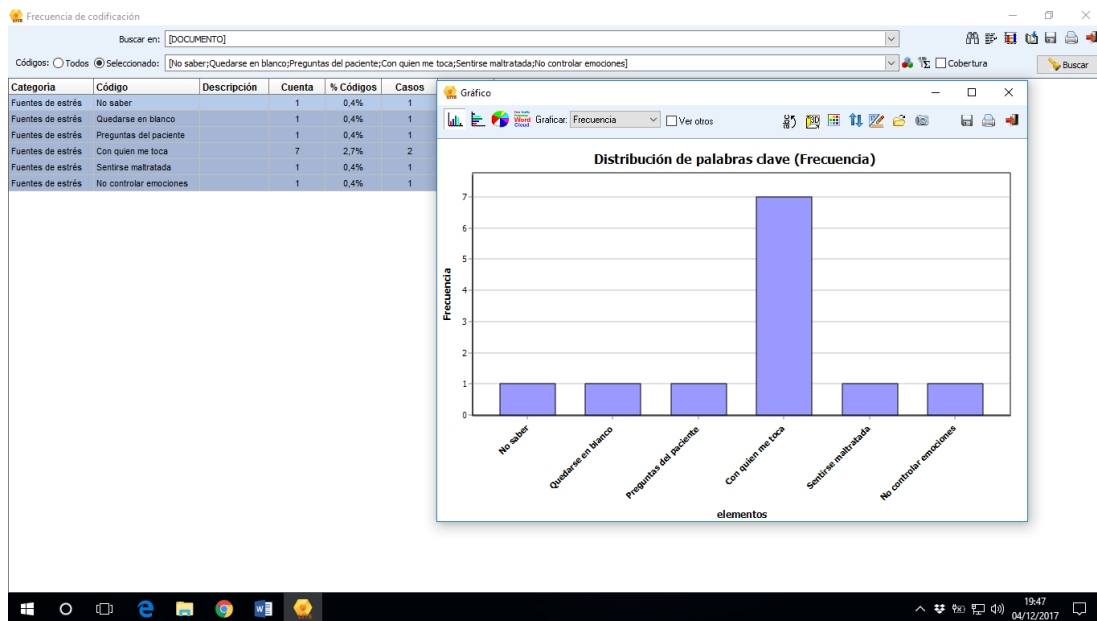 Frecuencia de codificación
Buscar en: [DOCUMENTO]
Códigos: Todos Seleccionado: [No saber;Quedarse en blanco;Preguntas del paciente;Con quien me toca;Sentirse maltratada;No controlar emociones] Cobertura Buscar
Categoría Código Descripción Cuenta % Códigos Casos
Fuentes de estrés No saber 1 0,4% 1
Fuentes de estrés Quedarse en blanco 1 0,4% 1
Fuentes de estrés Preguntas del paciente 1 0,4% 1
Fuentes de estrés Con quien me toca 7 2,7% 2
Fuentes de estrés Sentirse maltratada 1 0,4% 1
Fuentes de estrés No controlar emociones 1 0,4% 1
Gráfico
Word Cloud Graficar: Frecuencia Ver otros
Distribución de palabras clave (Frecuencia)
Frecuencia
7
6
5
4
3
2
1
0
No saber
Quedarse en blanco
Preguntas del paciente
Con quien me toca
Sentirse maltratada
No controlar emociones
elementos
19:47
04/12/2017